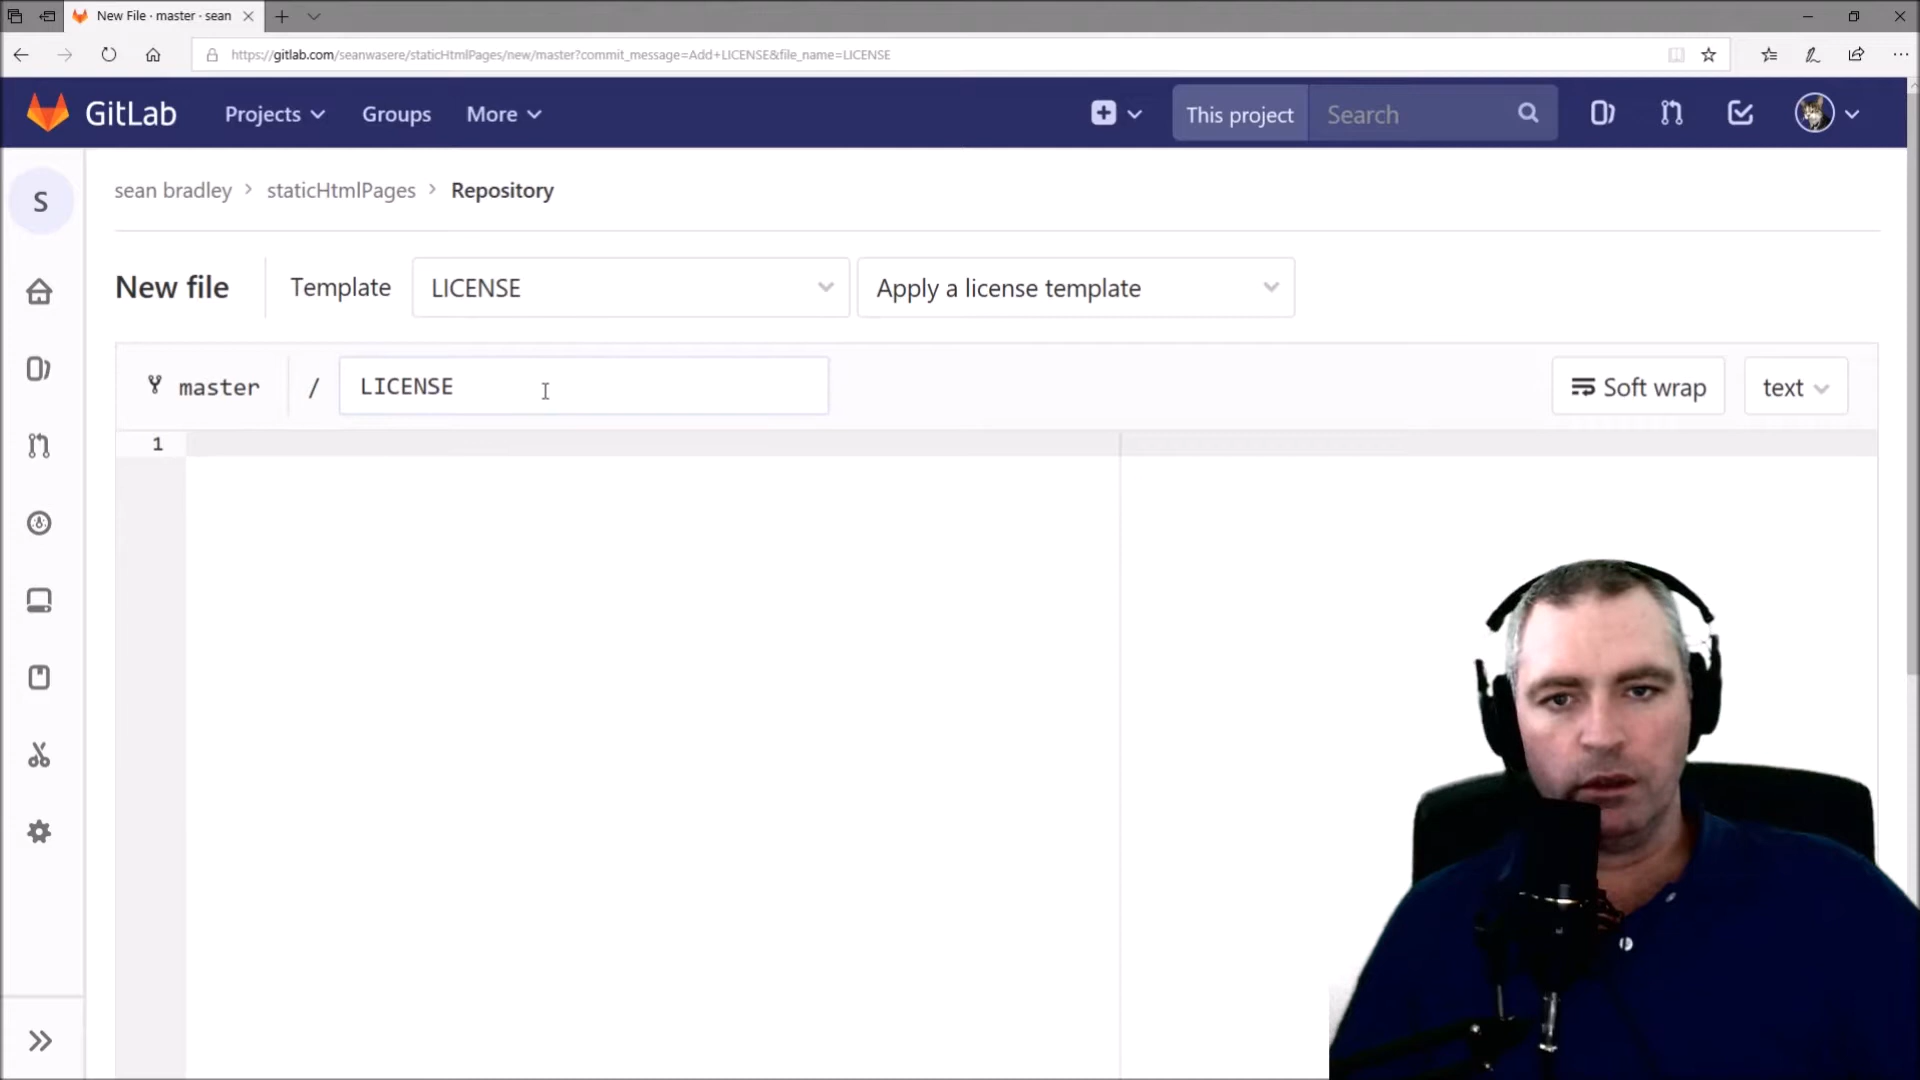 New File · master · sean
https://gitlab.com/seanwasere/staticHtmlPages/new/master?commit_message=Add+LICENSE&file_name=LICENSE
GitLab Projects Groups More This project Search
S
sean bradley > staticHtmlPages > Repository
New file Template LICENSE Apply a license template
master / LICENSE Soft wrap text
1